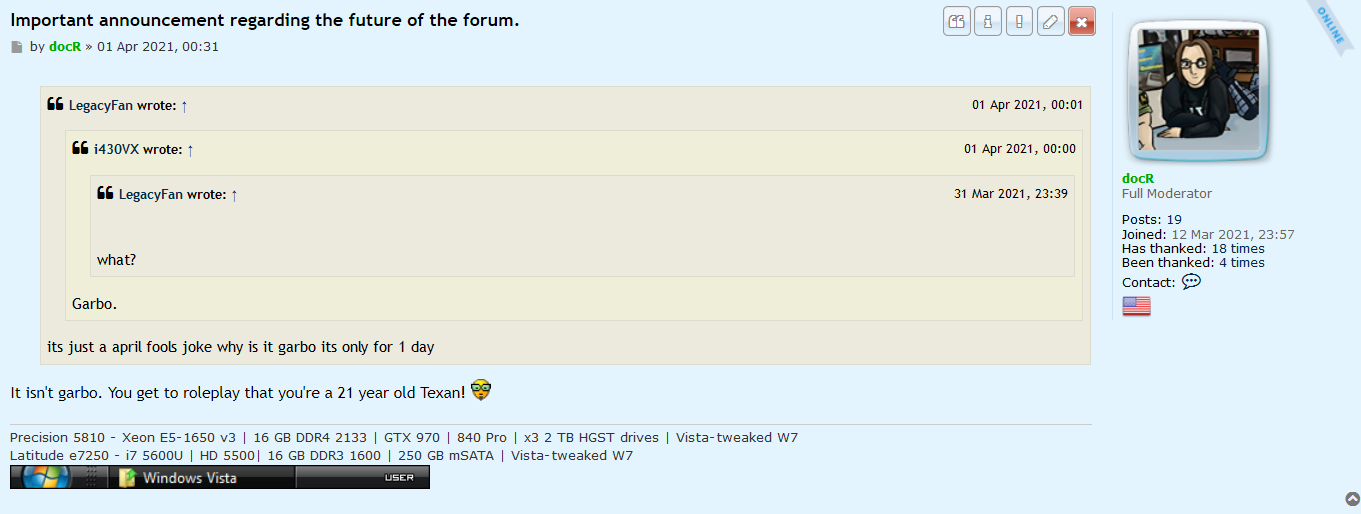 Important announcement regarding the future of the forum.
by docR » 01 Apr 2021, 00:31
LegacyFan wrote: ↑ 01 Apr 2021, 00:01
i430VX wrote: ↑ 01 Apr 2021, 00:00
LegacyFan wrote: ↑ 31 Mar 2021, 23:39
what?
Garbo.
its just a april fools joke why is it garbo its only for 1 day
It isn't garbo. You get to roleplay that you're a 21 year old Texan!
Precision 5810 - Xeon E5-1650 v3 | 16 GB DDR4 2133 | GTX 970 | 840 Pro | x3 2 TB HGST drives | Vista-tweaked W7
Latitude e7250 - i7 5600U | HD 5500| 16 GB DDR3 1600 | 250 GB mSATA | Vista-tweaked W7
Windows Vista USER
ONLINE
docR
Full Moderator
Posts: 19
Joined: 12 Mar 2021, 23:57
Has thanked: 18 times
Been thanked: 4 times
Contact: